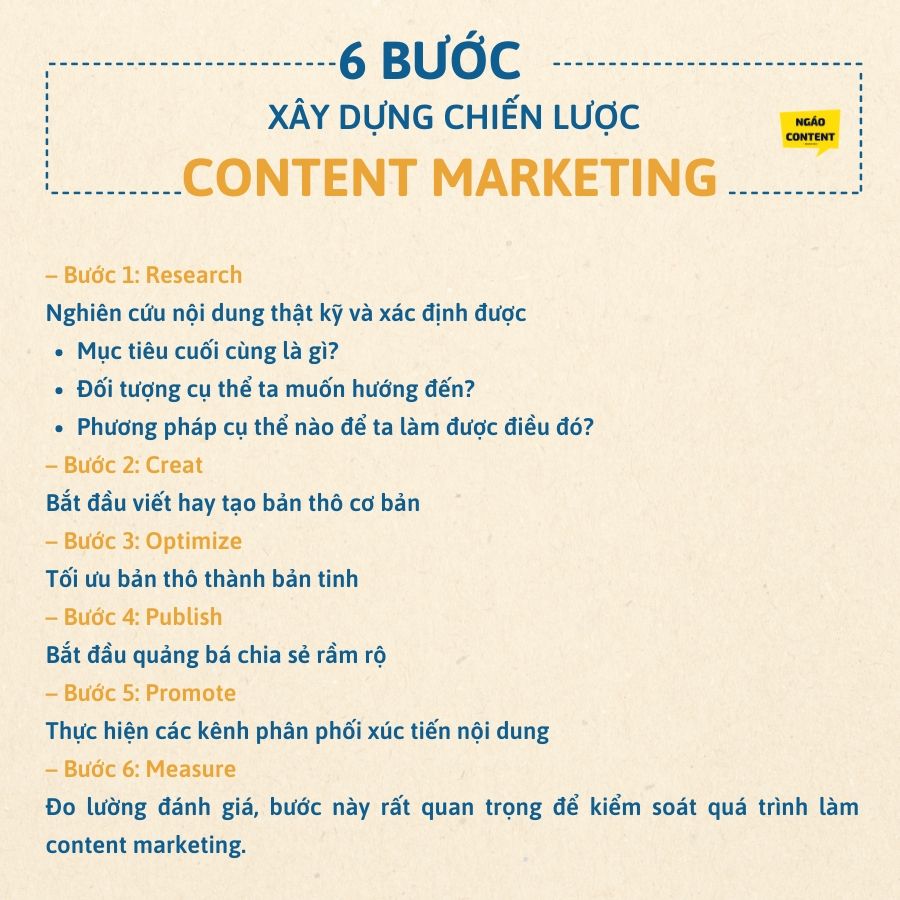 6 BƯỚC
XÂY DỰNG CHIẾN LƯỢC
CONTENT MARKETING
NGÁO
CONTENT
– Bước 1: Research
Nghiên cứu nội dung thật kỹ và xác định được
• Mục tiêu cuối cùng là gì?
• Đối tượng cụ thể ta muốn hướng đến?
• Phương pháp cụ thể nào để ta làm được điều đó?
– Bước 2: Creat
Bắt đầu viết hay tạo bản thô cơ bản
– Bước 3: Optimize
Tối ưu bản thô thành bản tinh
– Bước 4: Publish
Bắt đầu quảng bá chia sẻ rầm rộ
– Bước 5: Promote
Thực hiện các kênh phân phối xúc tiến nội dung
– Bước 6: Measure
Đo lường đánh giá, bước này rất quan trọng để kiểm soát quá trình làm
content marketing.